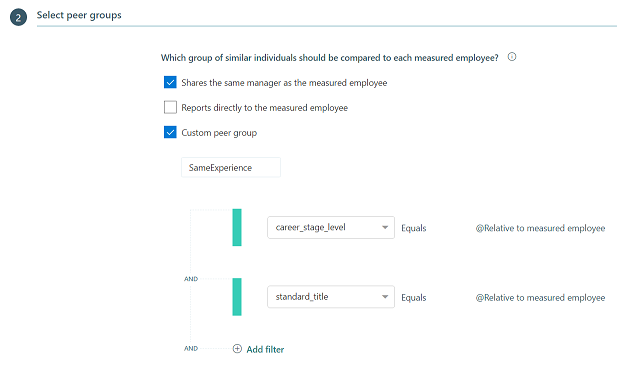 2 Select peer groups
Which group of similar individuals should be compared to each measured employee?
Shares the same manager as the measured employee
Reports directly to the measured employee
Custom peer group
SameExperience
career_stage_level Equals @Relative to measured employee
AND
standard_title Equals @Relative to measured employee
AND Add filter